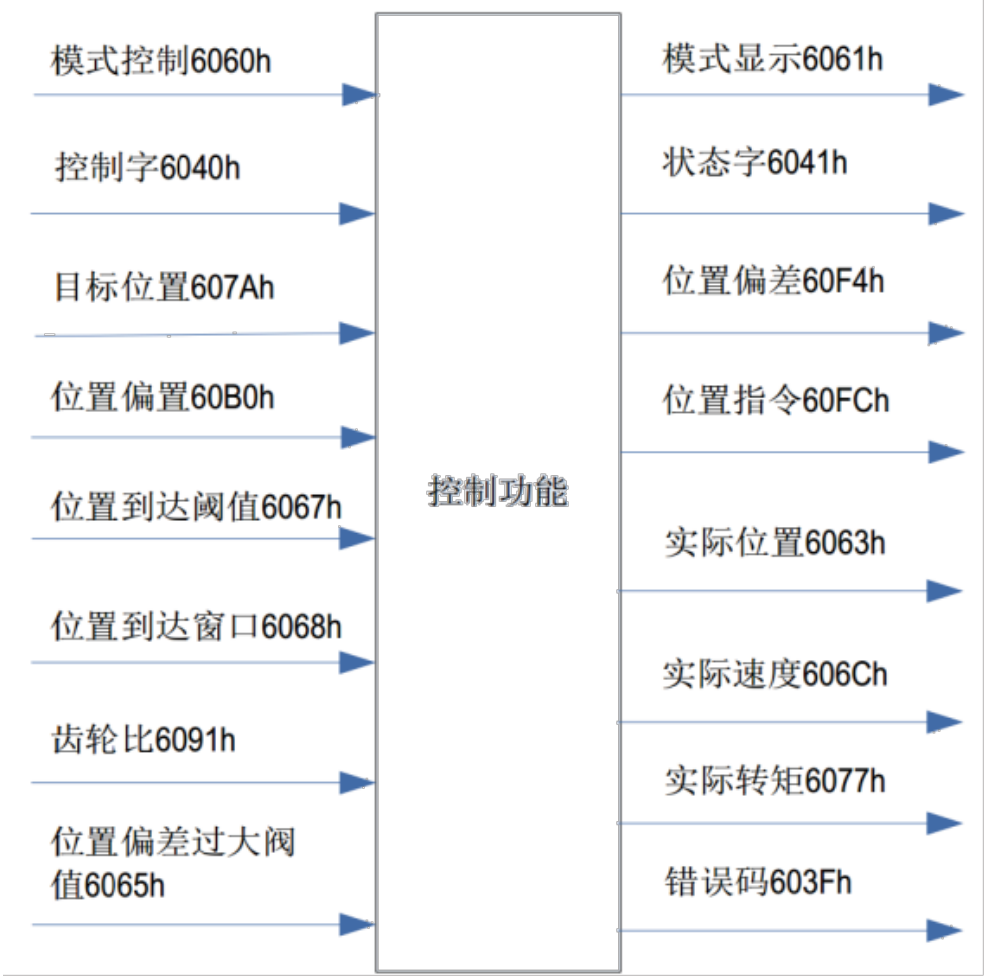 模式控制6060h
控制字6040h
目标位置607Ah
位置偏置60B0h
位置到达阈值6067h
位置到达窗口6068h
齿轮比6091h
位置偏差过大阀
值6065h
控制功能
模式显示6061h
状态字6041h
位置偏差60F4h
位置指令60FCh
实际位置6063h
实际速度606Ch
实际转矩6077h
错误码603Fh